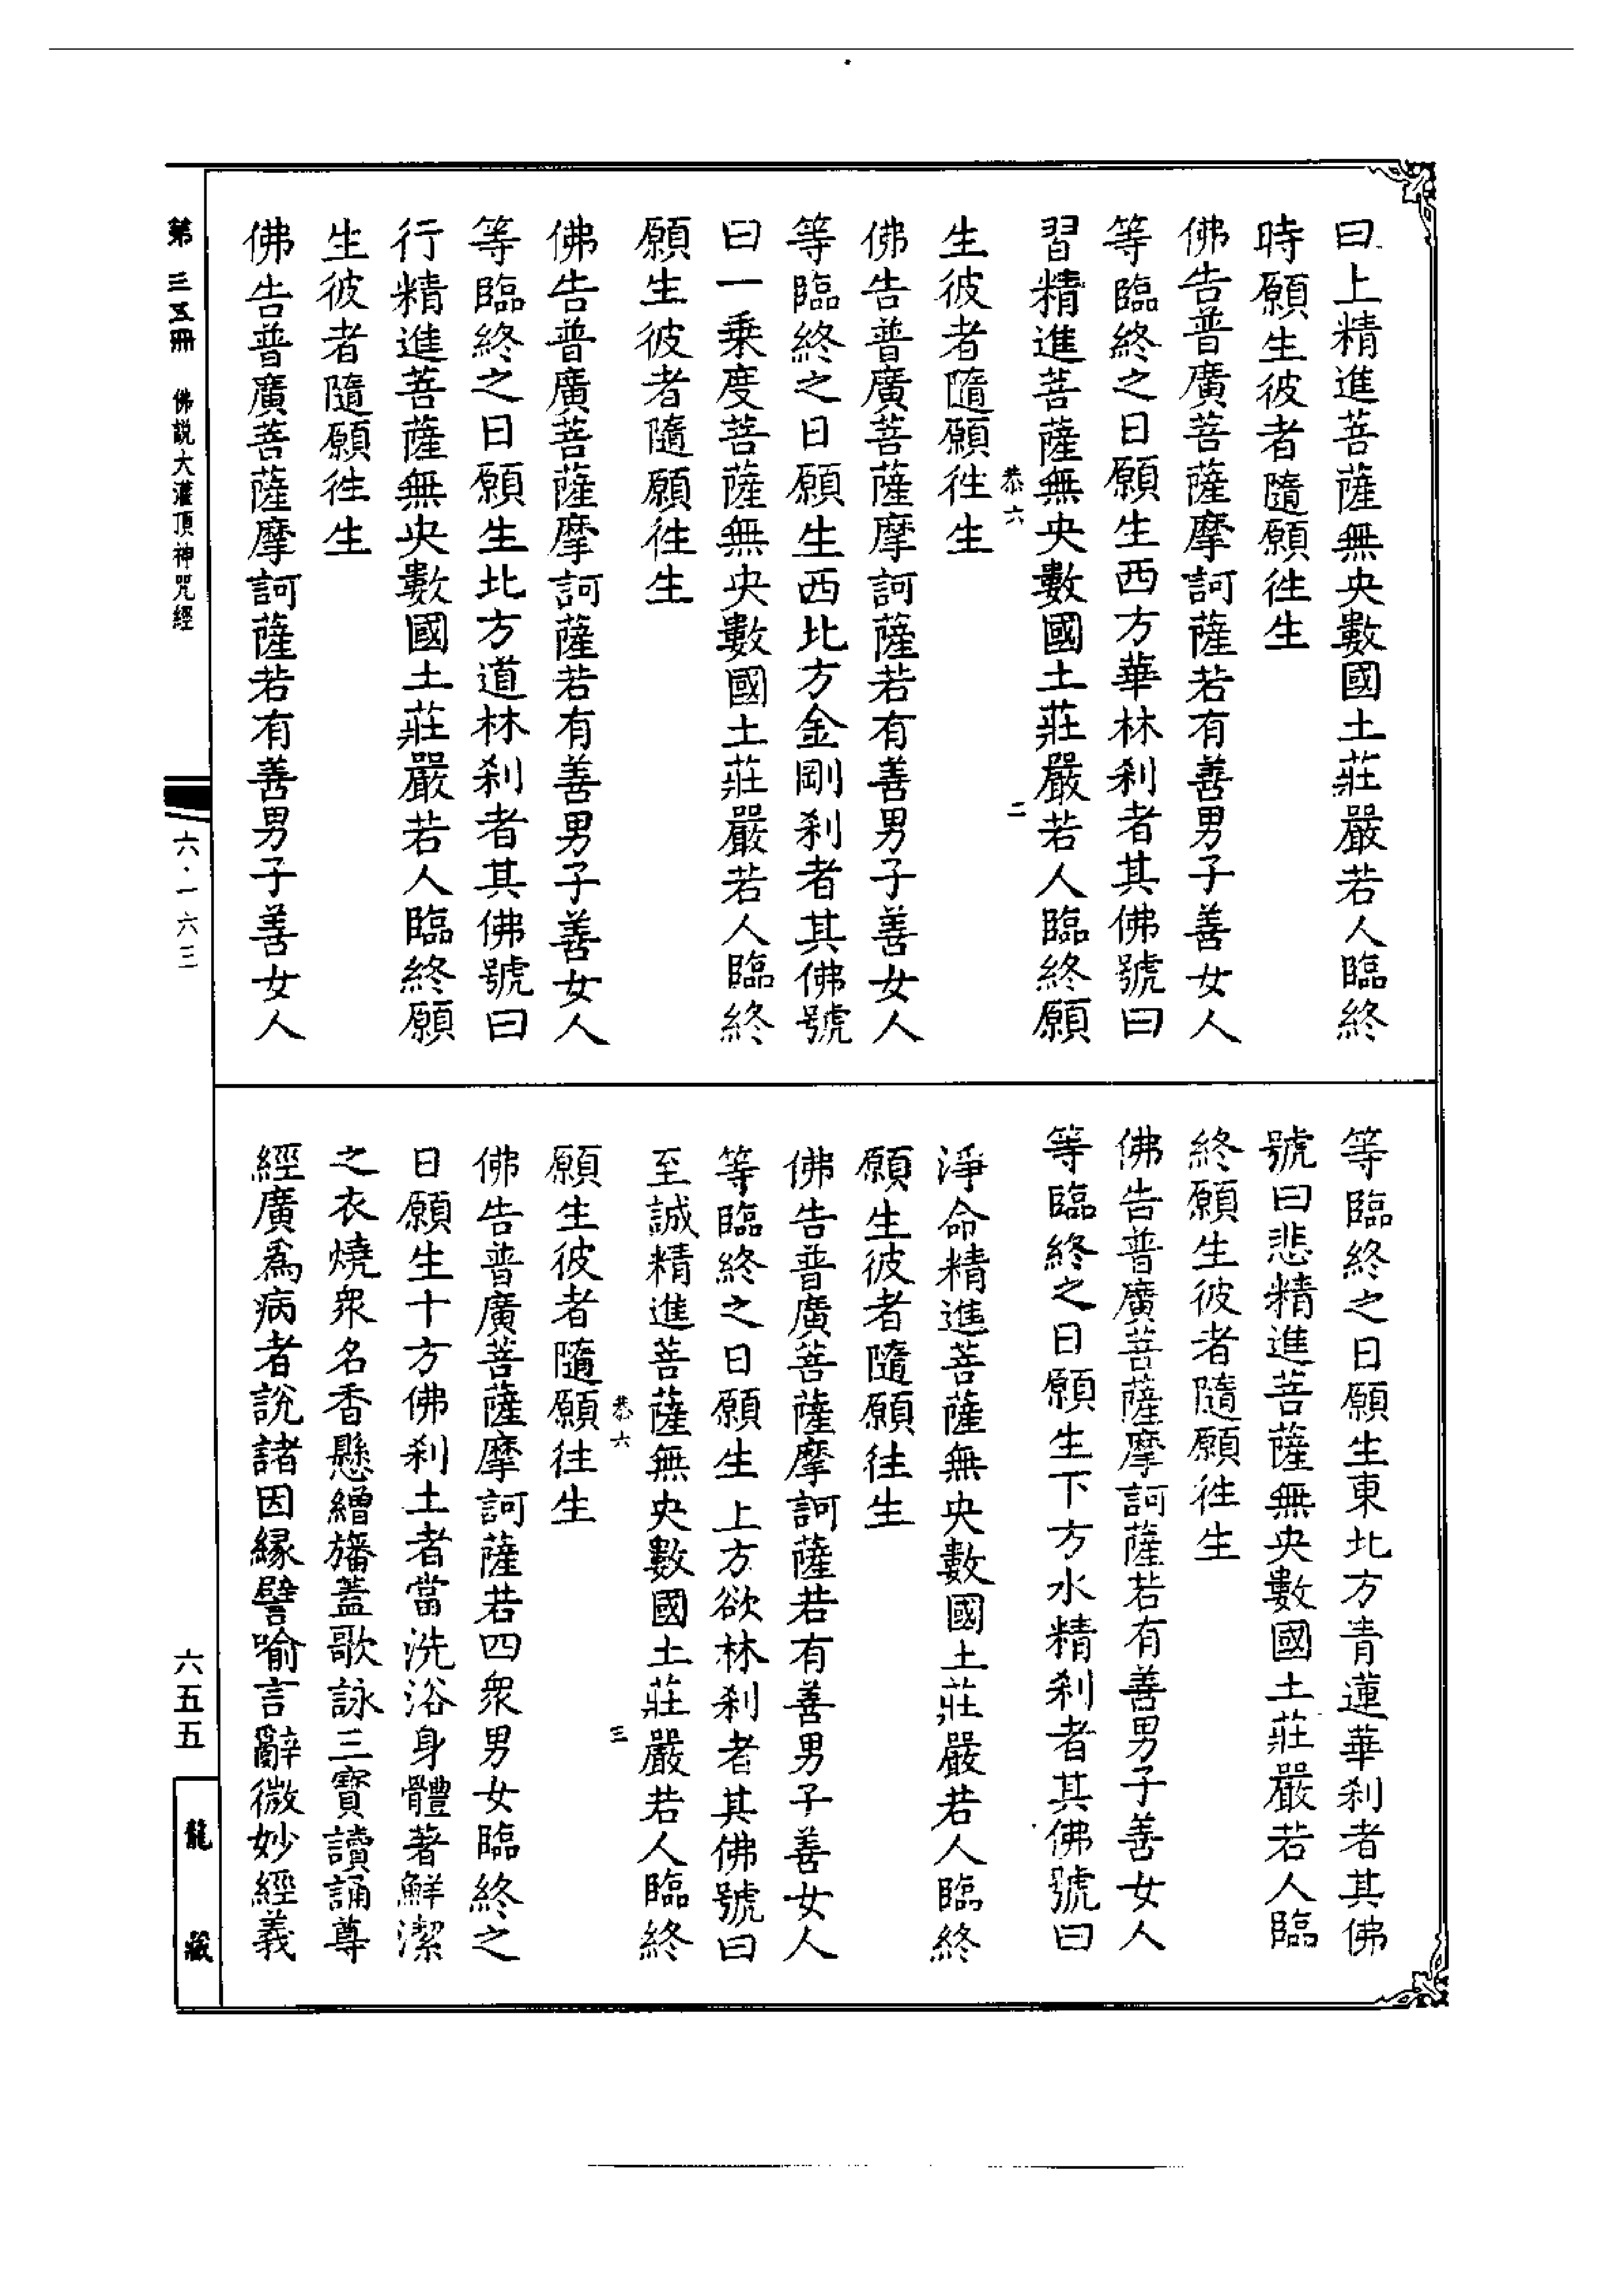 曰上精進菩薩無央數國土莊嚴若人臨終
時願生彼者隨願徃生
佛告普廣菩薩摩訶薩若有善男子善女人
等臨終之日願生西方華林刹者其佛號曰
習精進菩薩無央數國土莊嚴若人臨終願
恭六 二
生彼者隨願徃生
佛告普廣菩薩摩訶薩若有善男子善女人
等臨終之日願生西北方金剛刹者其佛號
曰一乗度菩薩無央數國土莊嚴若人臨終
願生彼者隨願徃生
佛告普廣菩薩摩訶薩若有善男子善女人
等臨終之日願生北方道林刹者其佛號曰
行精進菩薩無央數國土莊嚴若人臨終願
生彼者隨願徃生
佛告普廣菩薩摩訶薩若有善男子善女人
等臨終之日願生東北方青蓮華刹者其佛
號曰悲精進菩薩無央數國土莊嚴若人臨
終願生彼者隨願徃生
佛告普廣菩薩摩訶薩若有善男子善女人
等臨終之日願生下方水精刹者其佛號曰
淨命精進菩薩無央數國土莊嚴若人臨終
願生彼者隨願往生
佛告普廣菩薩摩訶薩若有善男子善女人
等臨終之日願生上方欲林刹者其佛號曰
至誠精進菩薩無央數國土莊嚴若人臨終
恭六 三
願生彼者隨願往生
佛告普廣菩薩摩訶薩若四衆男女臨終之
日願生十方佛刹土者當洗浴身體著鮮潔
之衣燒衆名香懸繒旛蓋歌詠三寶讀誦尊
經廣為病者說諸因緣譬喻言辭微妙經義
第三五冊 佛説大灌頂神咒經
六·一六三
六五五
龍藏